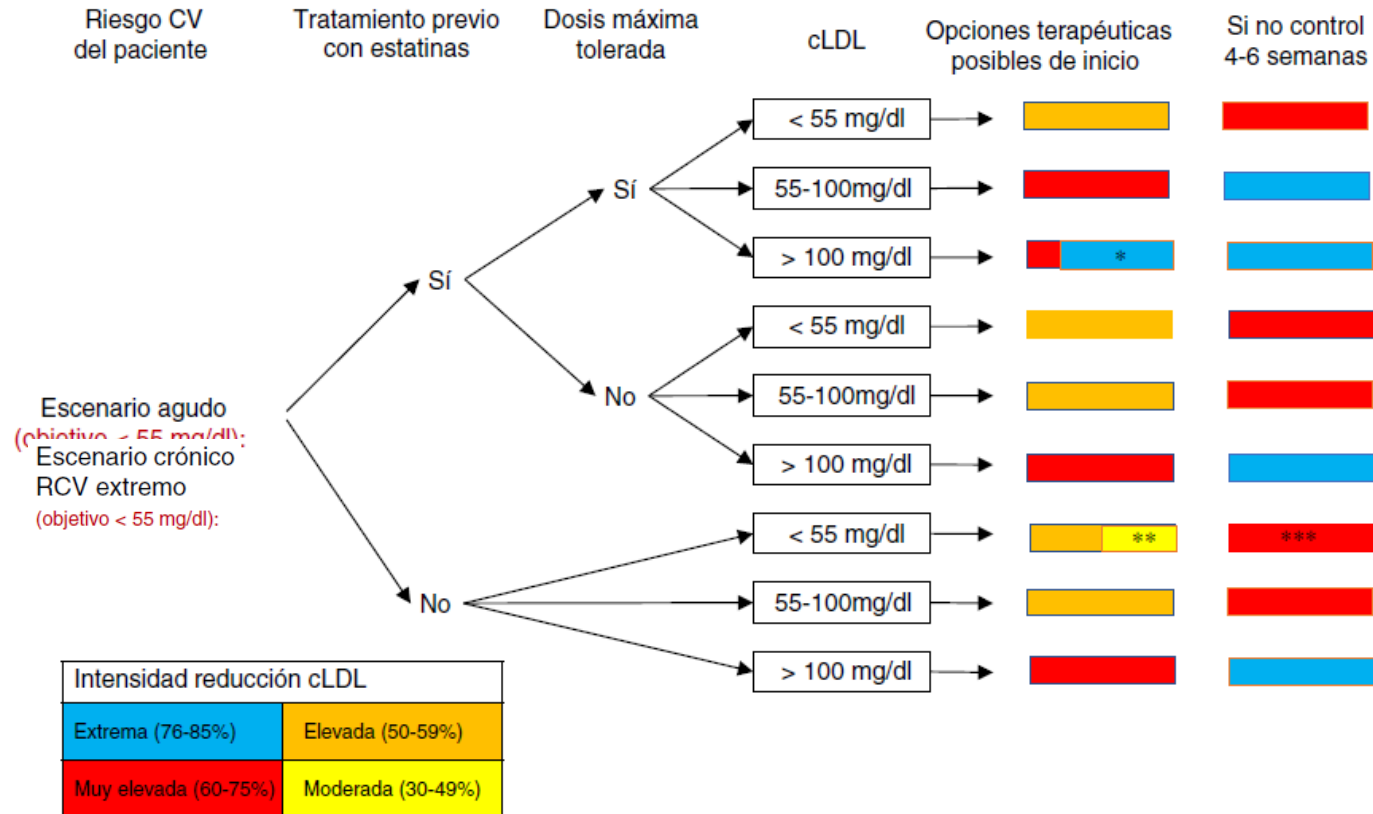 Riesgo CV
del paciente
Tratamiento previo
con estatinas
Dosis máxima
tolerada
cLDL
Opciones terapéuticas
posibles de inicio
Si no control
4-6 semanas
< 55 mg/dl
Sí
55-100mg/dl
> 100 mg/dl
*
Sí
< 55 mg/dl
No
55-100mg/dl
> 100 mg/dl
Escenario agudo
(objetivo < 55 mg/dl):
Escenario crónico
RCV extremo
(objetivo < 55 mg/dl):
< 55 mg/dl
**
***
No
55-100mg/dl
> 100 mg/dl
Intensidad reducción cLDL
Extrema (76-85%)
Elevada (50-59%)
Muy elevada (60-75%)
Moderada (30-49%)